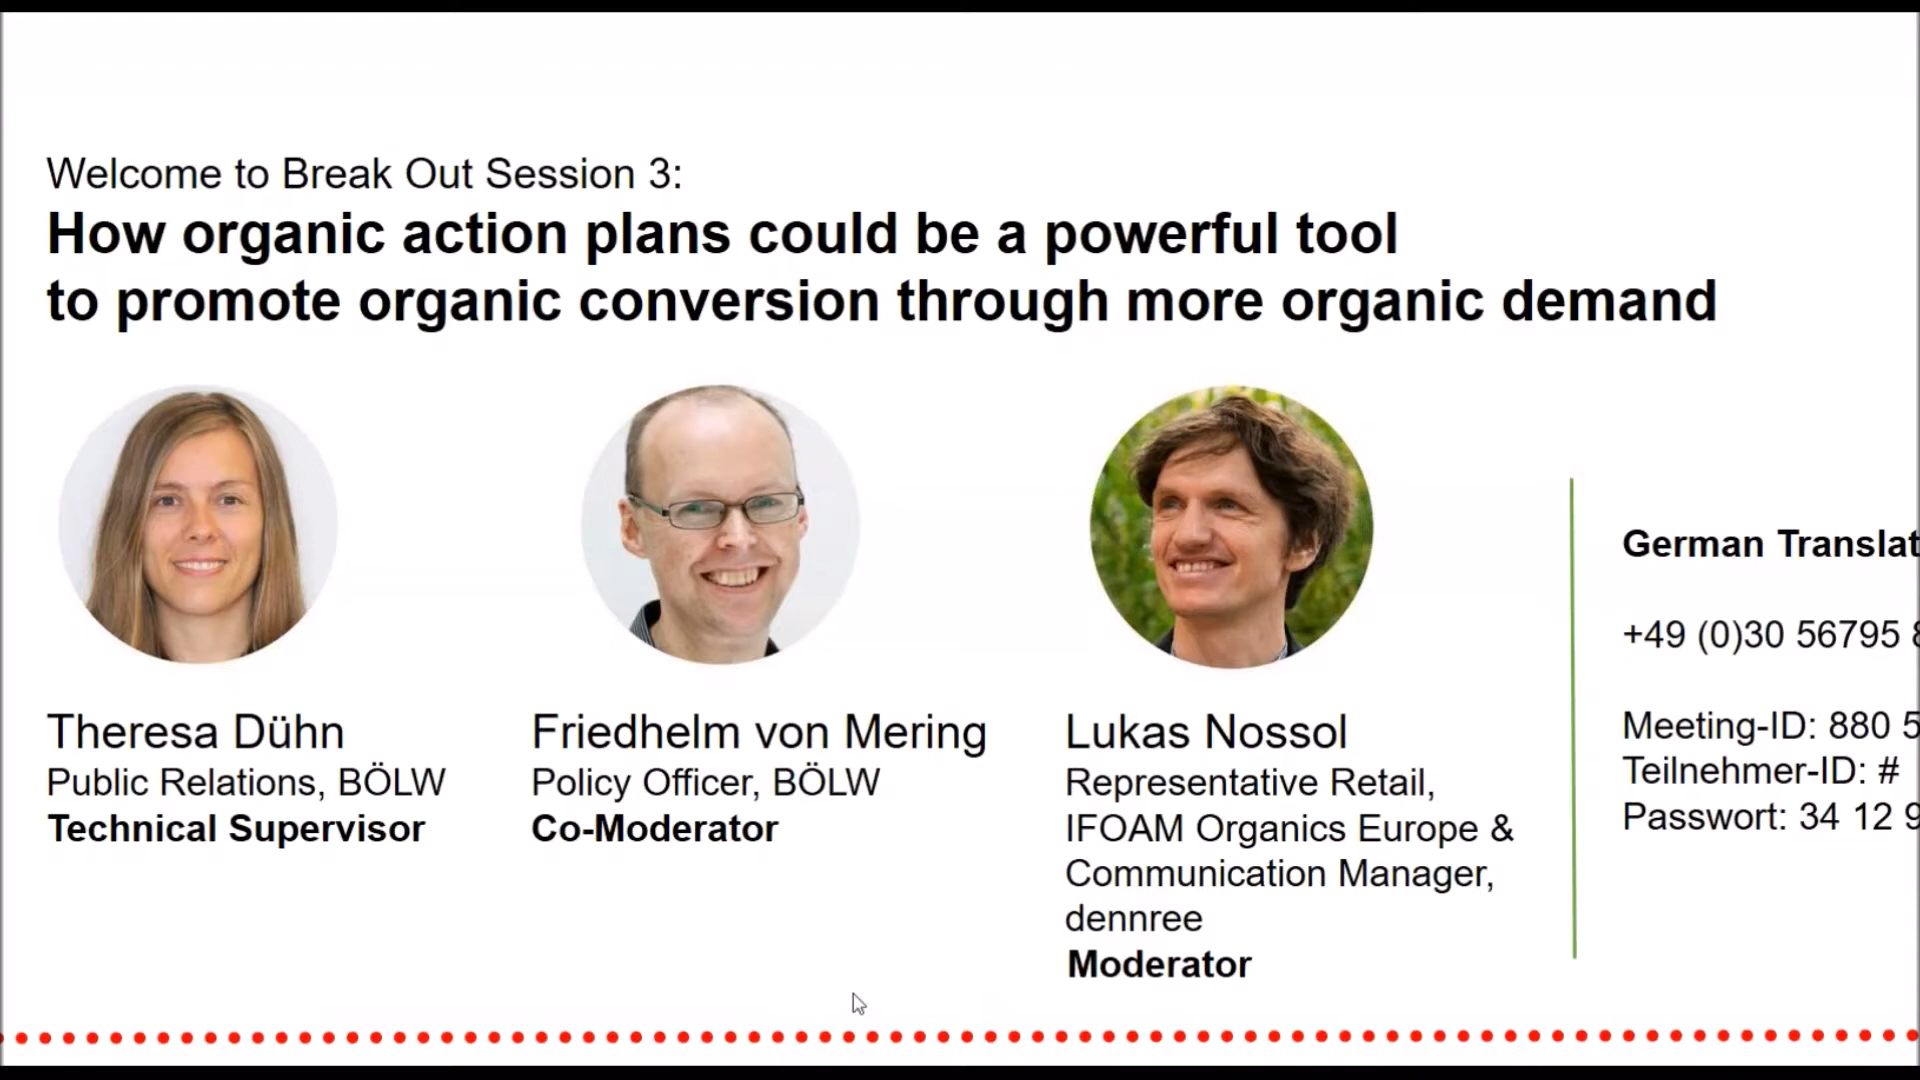 Welcome to Break Out Session 3:
How organic action plans could be a powerful tool
to promote organic conversion through more organic demand
Theresa Dühn
Public Relations, BÖLW
Technical Supervisor
Friedhelm von Mering
Policy Officer, BÖLW
Co-Moderator
Lukas Nossol
Representative Retail,
IFOAM Organics Europe &
Communication Manager,
dennree
Moderator
German
+49 (0)30 56795
Meeting-ID: 880
Teilnehmer-ID: #
Passwort: 34 12